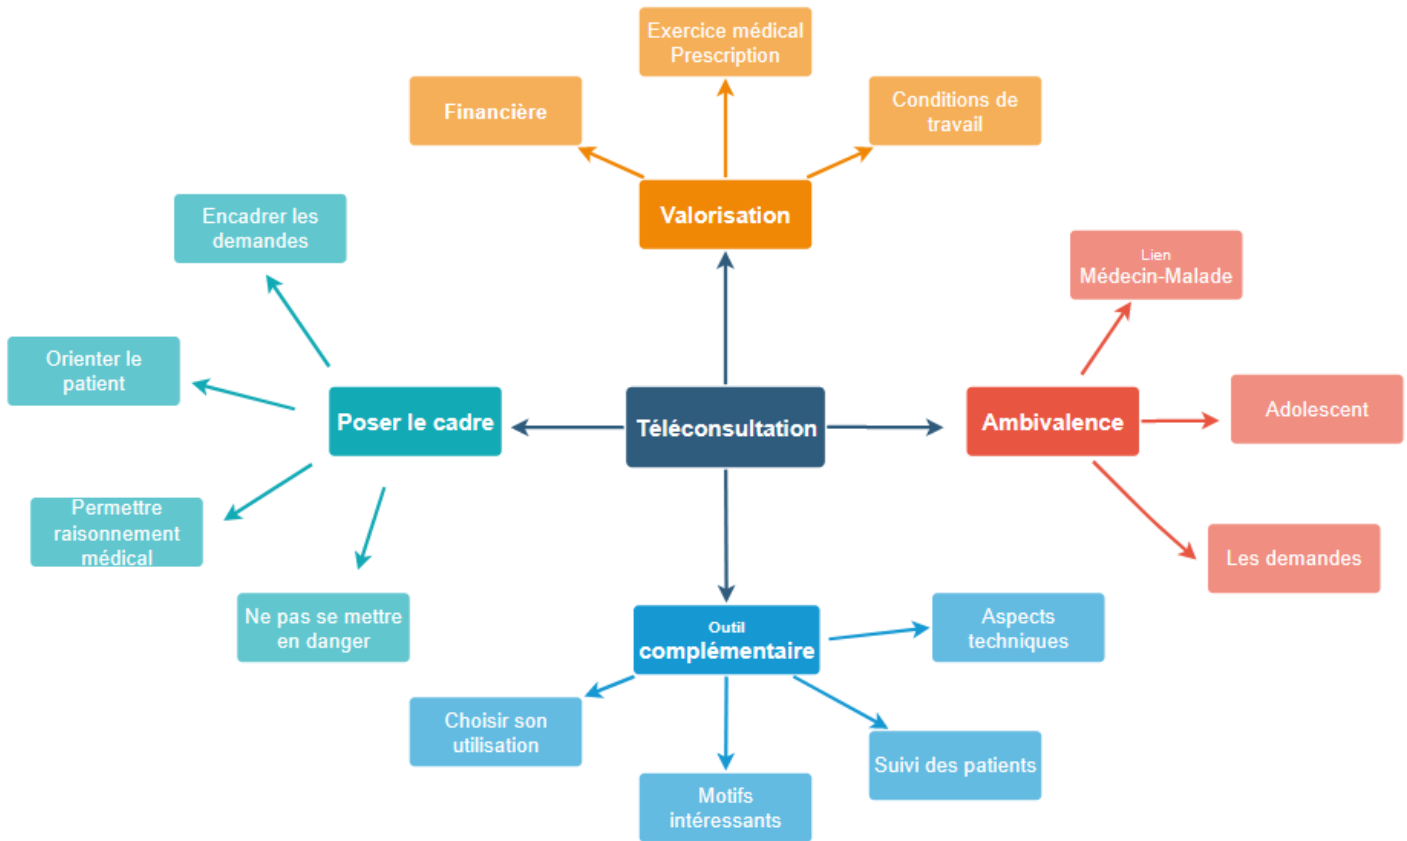 Exercice médical
Prescription
Financière
Conditions de
travail
Valorisation
Encadrer les
demandes
Lien
Médecin-Malade
Orienter le
patient
Poser le cadre
Téléconsultation
Ambivalence
Adolescent
Permettre
raisonnement
médical
Les demandes
Ne pas se mettre
en danger
Outil
complémentaire
Aspects
techniques
Choisir son
utilisation
Suivi des patients
Motifs
intéressants